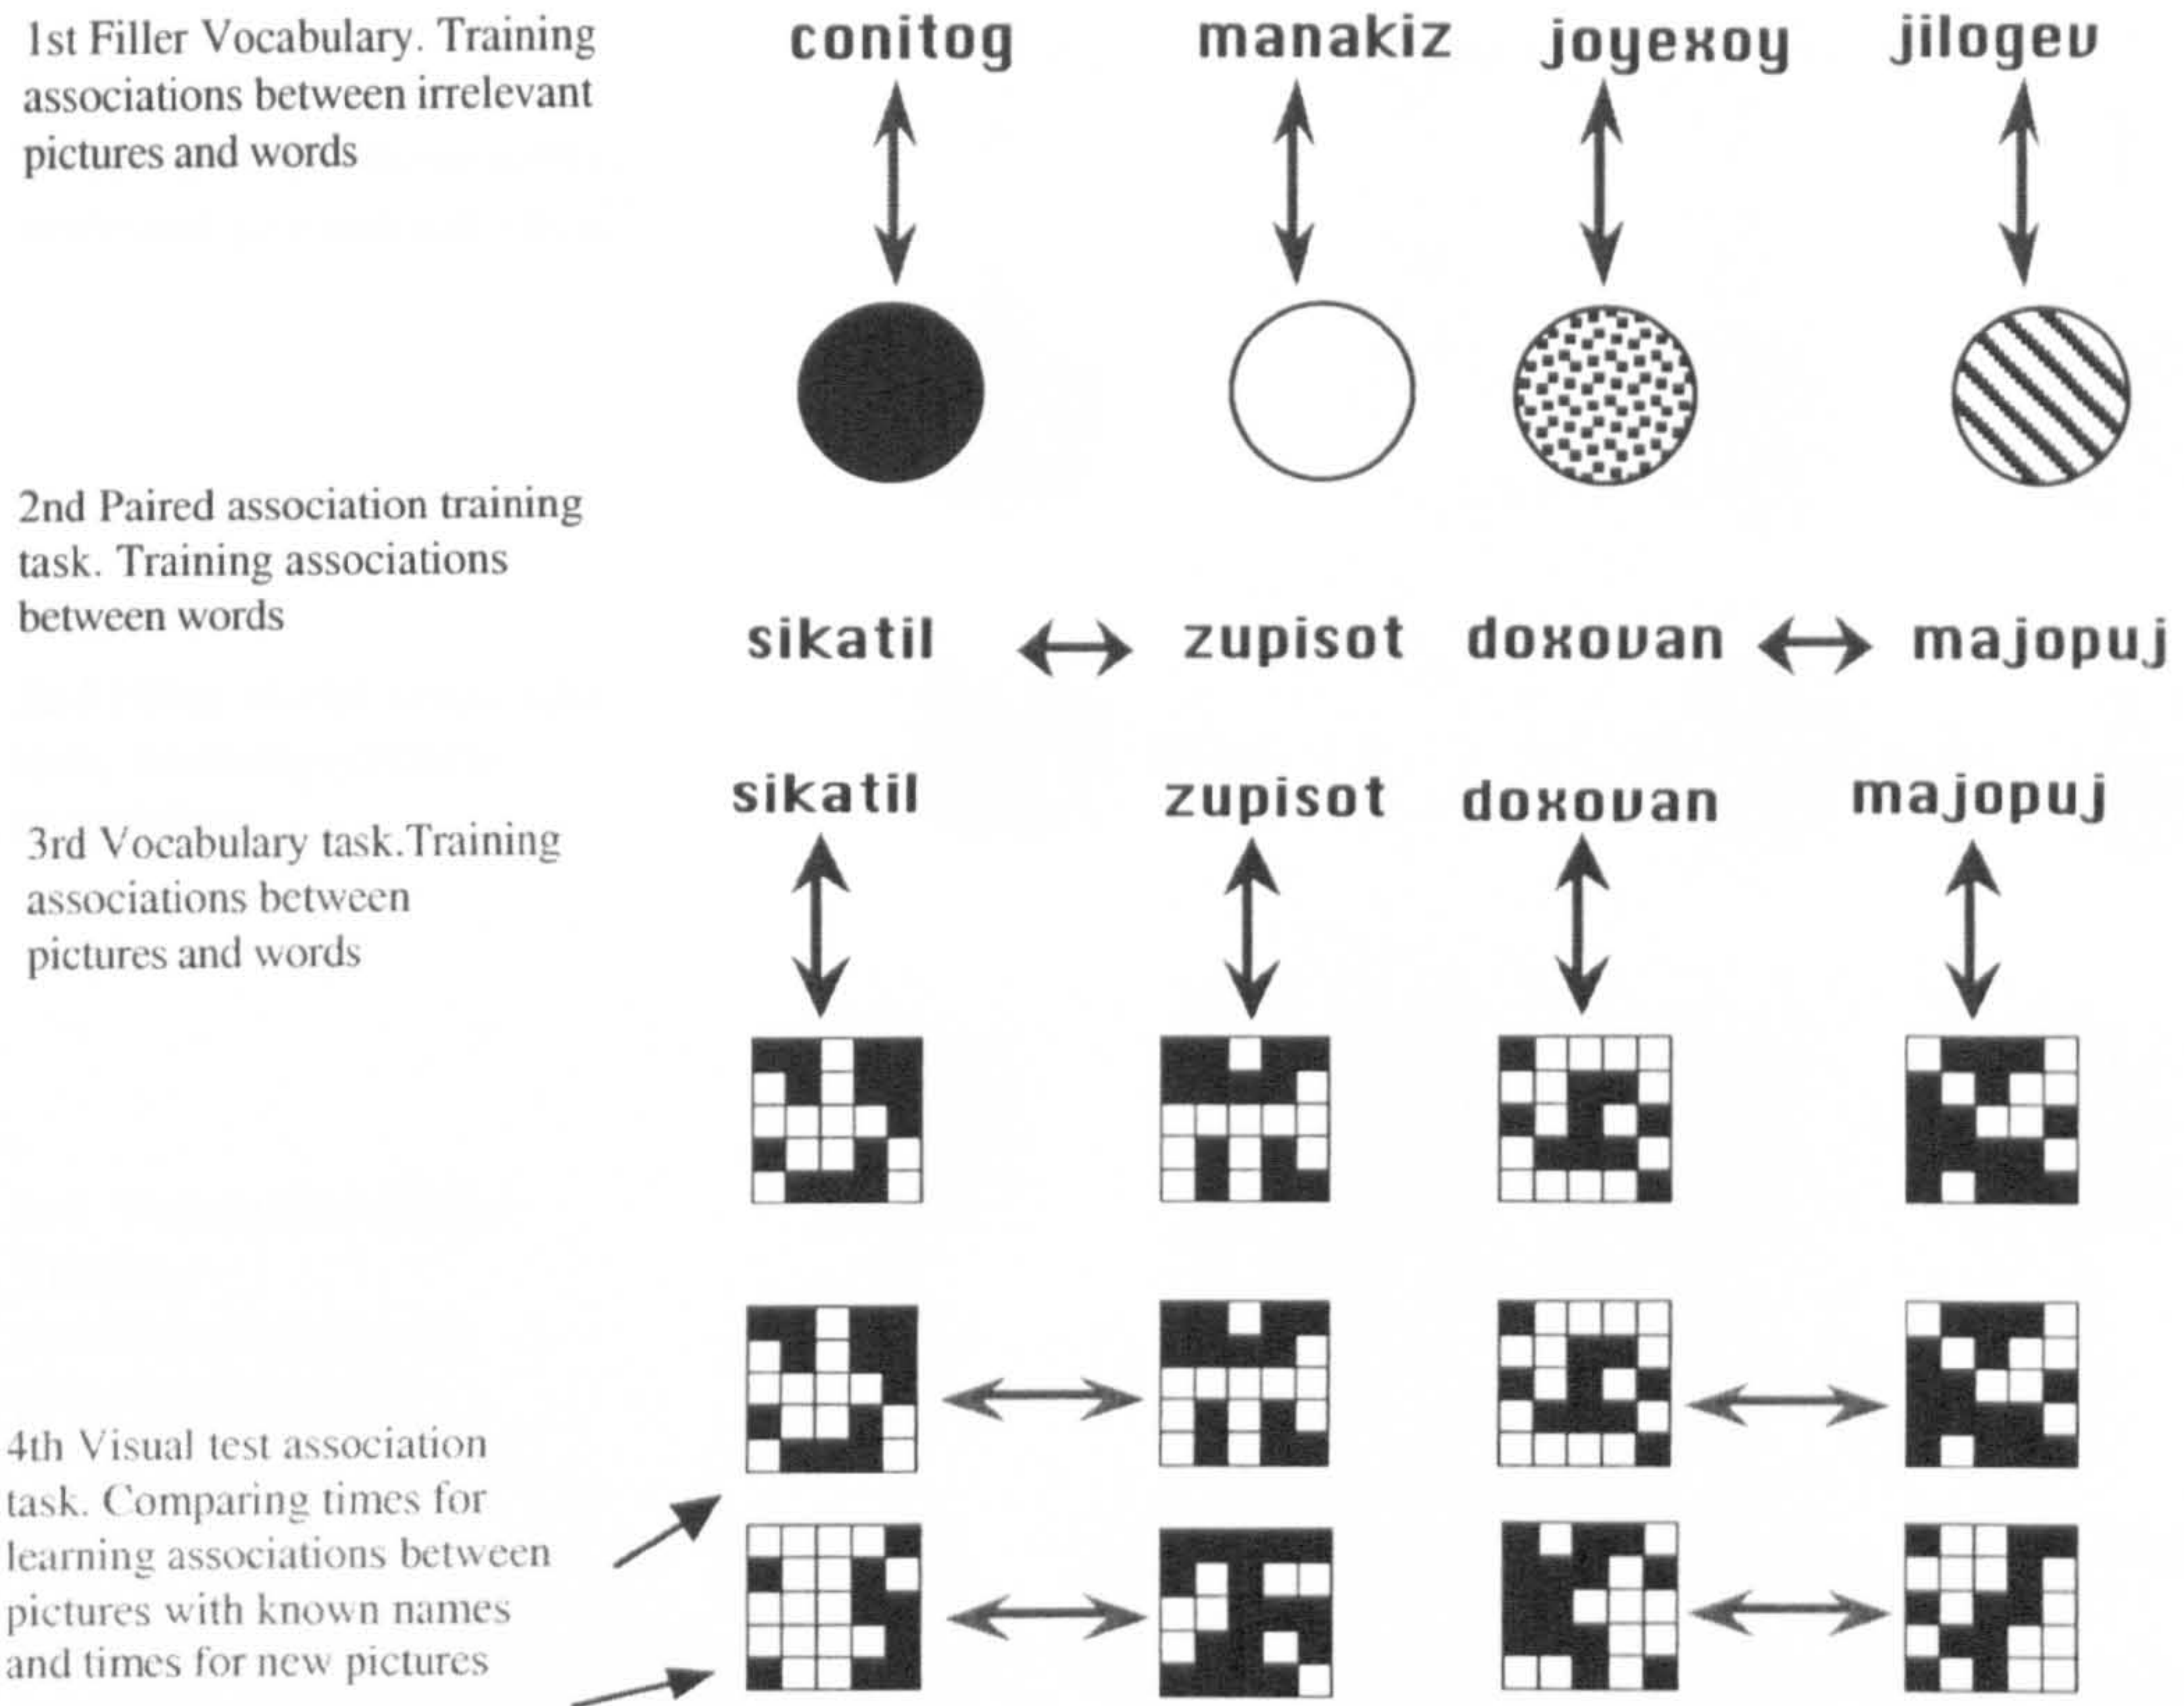 1st Filler Vocabulary. Training
associations between irrelevant
pictures and words
conitog manakiz joyexoy jilogev
2nd Paired association training
task. Training associations
between words
sikatil zupisot doxovan majopuj
sikatil zupisot doxovan majopuj
3rd Vocabulary task.Training
associations between
pictures and words
4th Visual test association
task. Comparing times for
learning associations between
pictures with known names
and times for new pictures